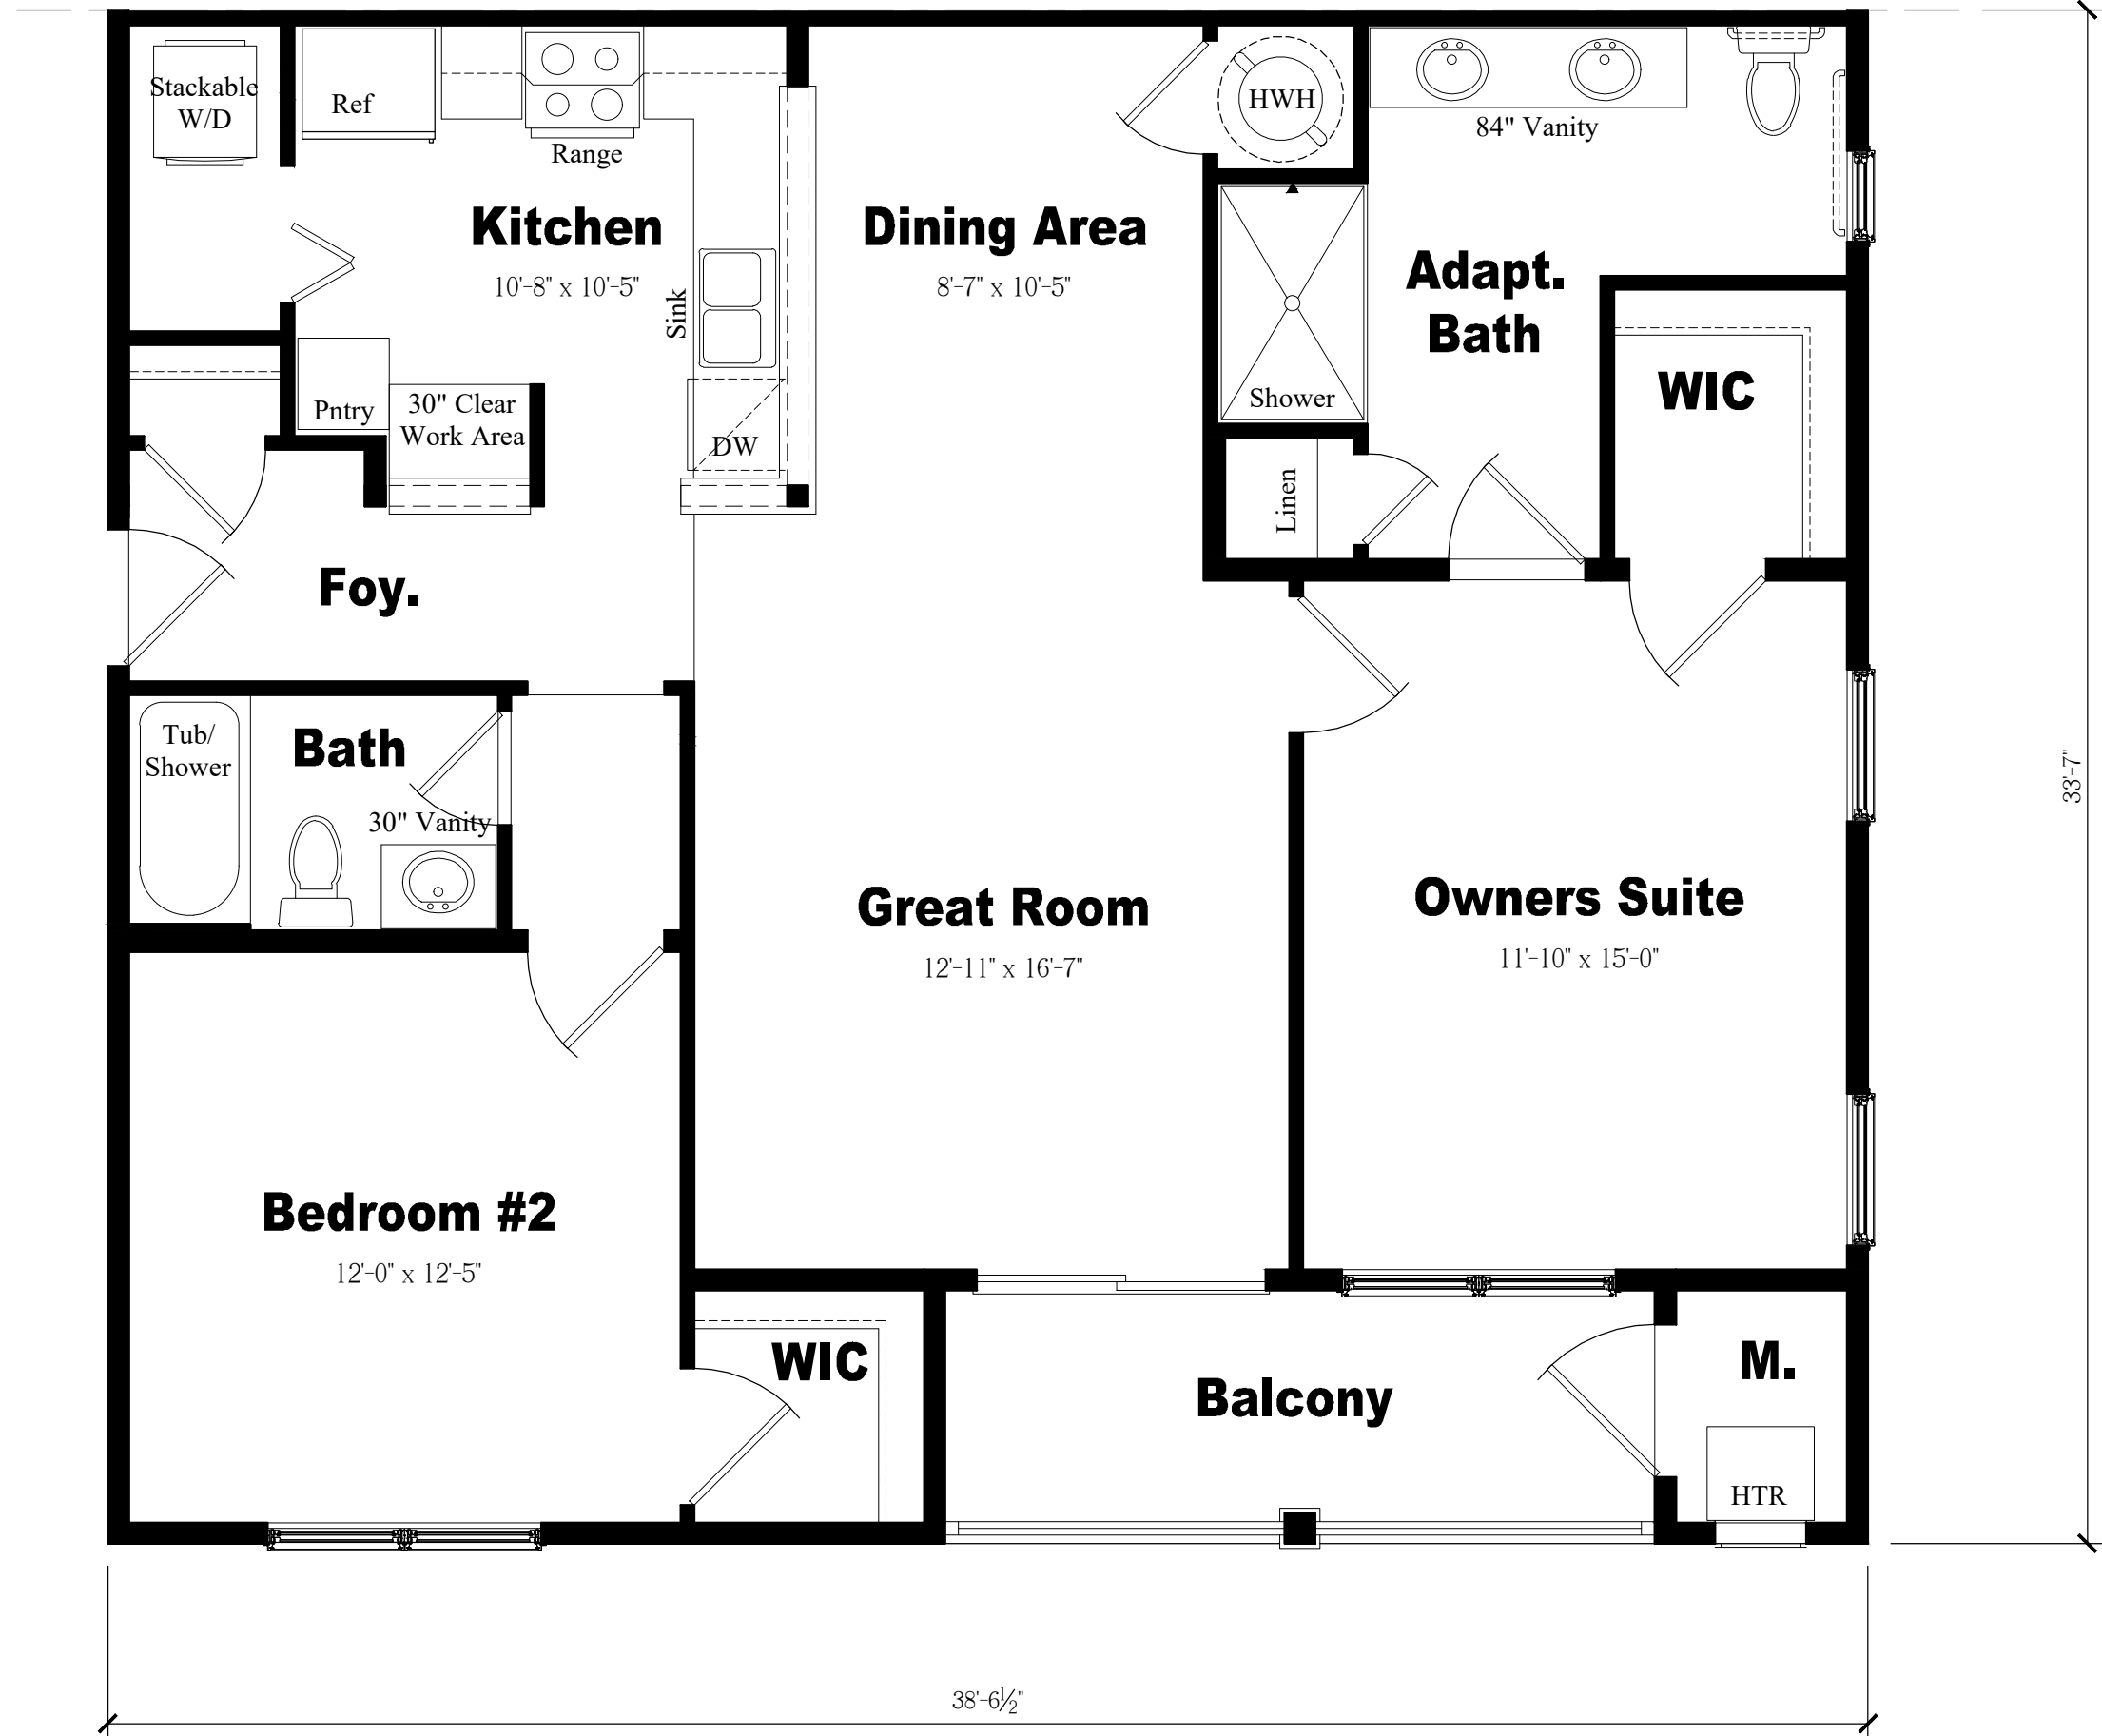 Stackable
W/D
Ref
Range
HWH
84" Vanity
Kitchen
10'-8" x 10'-5"
Sink
Dining Area
8'-7" x 10'-5"
Adapt.
Bath
Shower
WIC
Pntry
30" Clear
Work Area
DW
Linen
Foy.
Tub/
Shower
Bath
30" Vanity
33'-7"
Great Room
12'-11" x 16'-7"
Owners Suite
11'-10" x 15'-0"
Bedroom #2
12'-0" x 12'-5"
WIC
Balcony
M.
HTR
38'-6½"